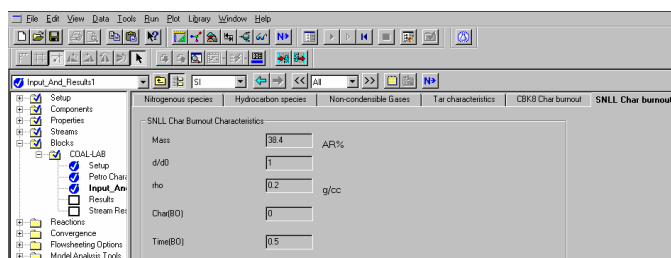 File Edit View Data Tools Run Plot Library Window Help
N>
Input_And_Results1 SI << All >> N>
Setup
Components
Properties
Streams
Blocks
COAL-LAB
Setup
Petro Chara
Input_An
Results
Stream Res
Reactions
Convergence
Flowsheeting Options
Model Analysis Tools
Nitrogenous species Hydrocarbon species Non-condensible Gases Tar characteristics CBK8 Char burnout SNLL Char burnout
SNLL Char Burnout Characteristics
Mass 38.4 AR%
d/d0 1
rho 0.2 g/cc
Char(BO) 0
Time(BO) 0.5